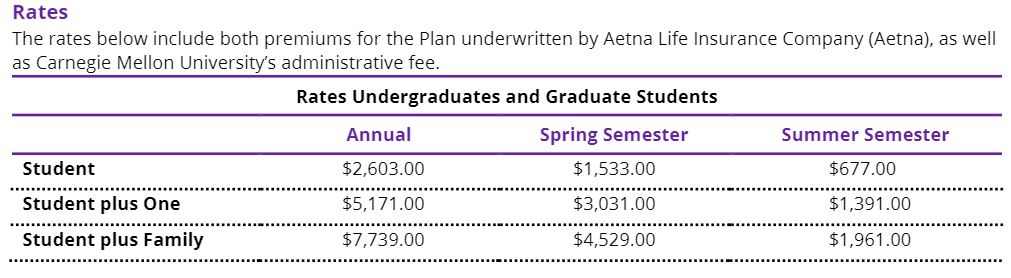 Rates
The rates below include both premiums for the Plan underwritten by Aetna Life Insurance Company (Aetna), as well
as Carnegie Mellon University's administrative fee.
Rates Undergraduates and Graduate Students
Annual Spring Semester Summer Semester
Student $2,603.00 $1,533.00 $677.00
Student plus One $5,171.00 $3,031.00 $1,391.00
Student plus Family $7,739.00 $4,529.00 $1,961.00